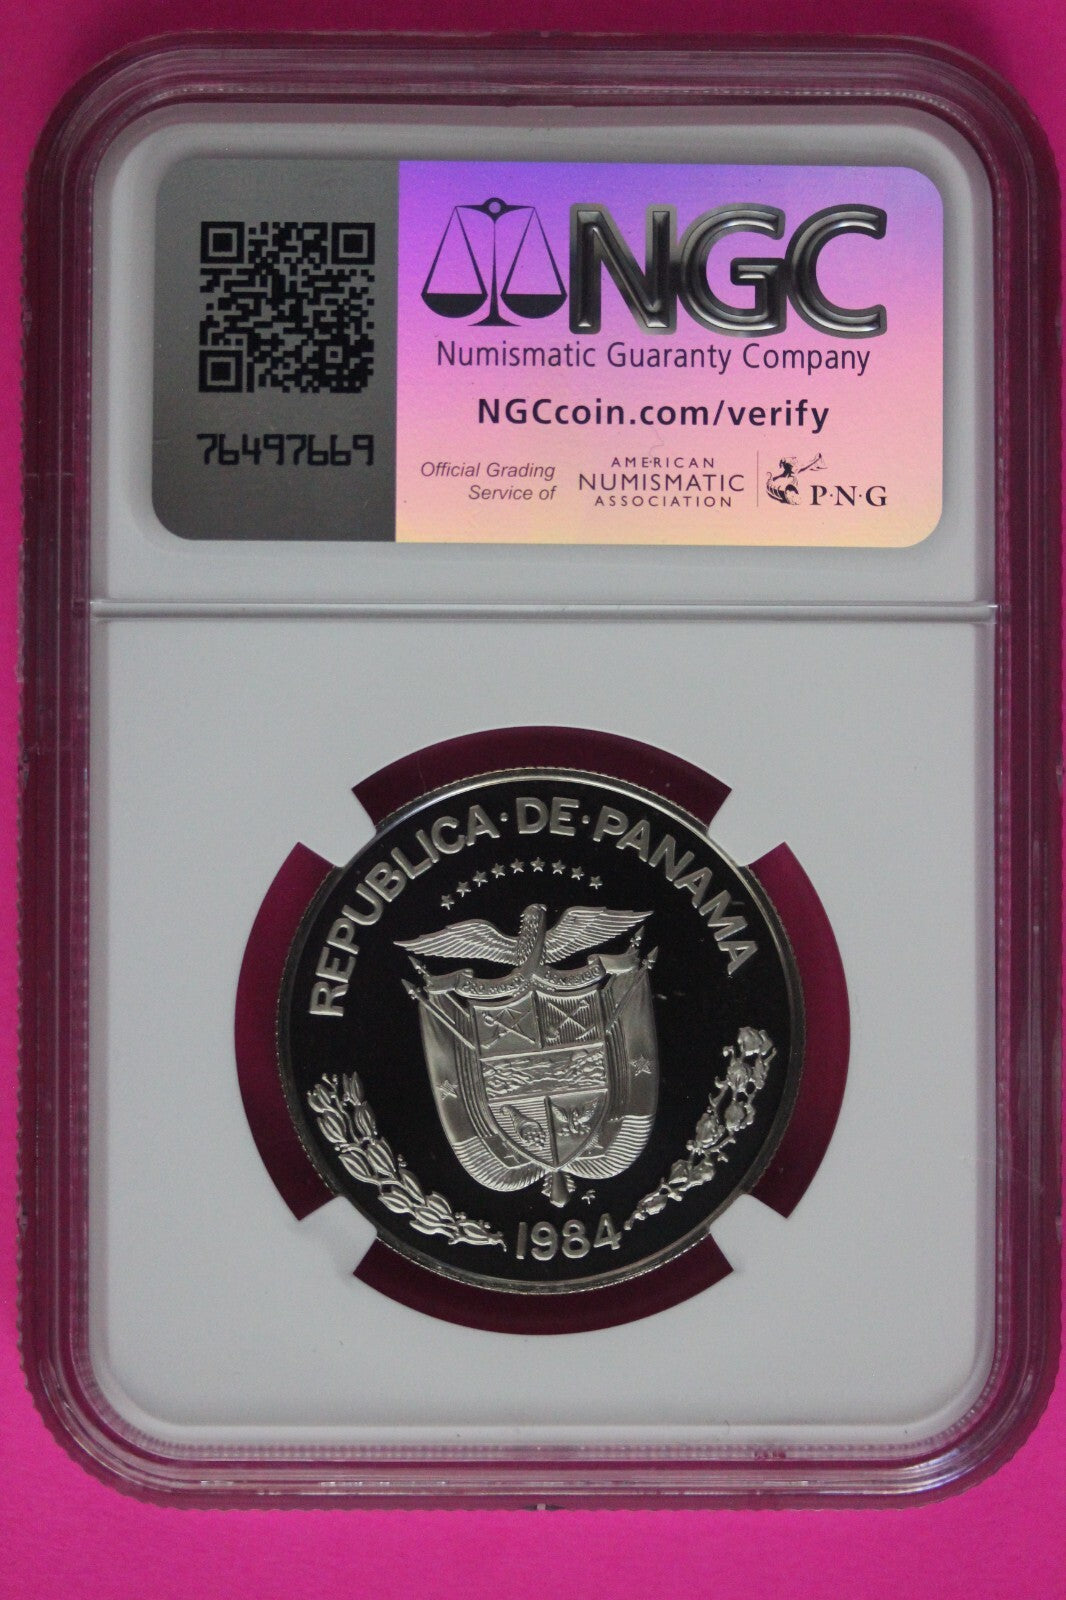 NGC
Numismatic Guaranty Company
NGCcoin.com/verify
76497669
Official Grading
Service of
AMERICAN
NUMISMATIC
ASSOCIATION
P·N·G
REPUBLICA·DE·PANAMA
1984